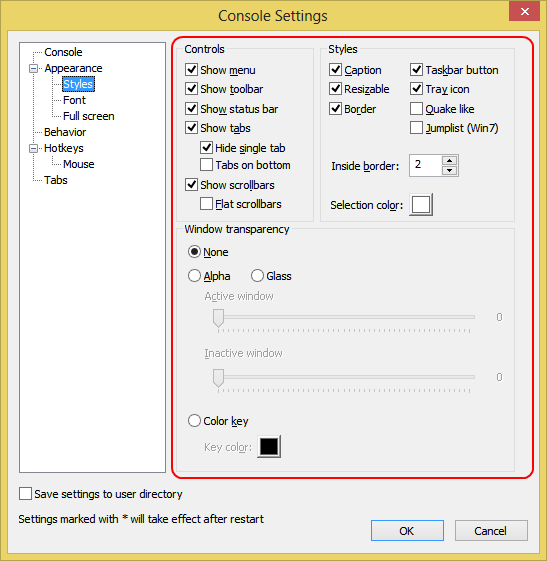 Console Settings
Console
Appearance
Styles
Font
Full screen
Behavior
Hotkeys
Mouse
Tabs
Controls
Show menu
Show toolbar
Show status bar
Show tabs
Hide single tab
Tabs on bottom
Show scrollbars
Flat scrollbars
Styles
Caption
Taskbar button
Resizable
Tray icon
Border
Quake like
Jumplist (Win7)
Inside border: 2
Selection color:
Window transparency
None
Alpha Glass
Active window
0
Inactive window
0
Color key
Key color:
Save settings to user directory
Settings marked with * will take effect after restart
OK Cancel